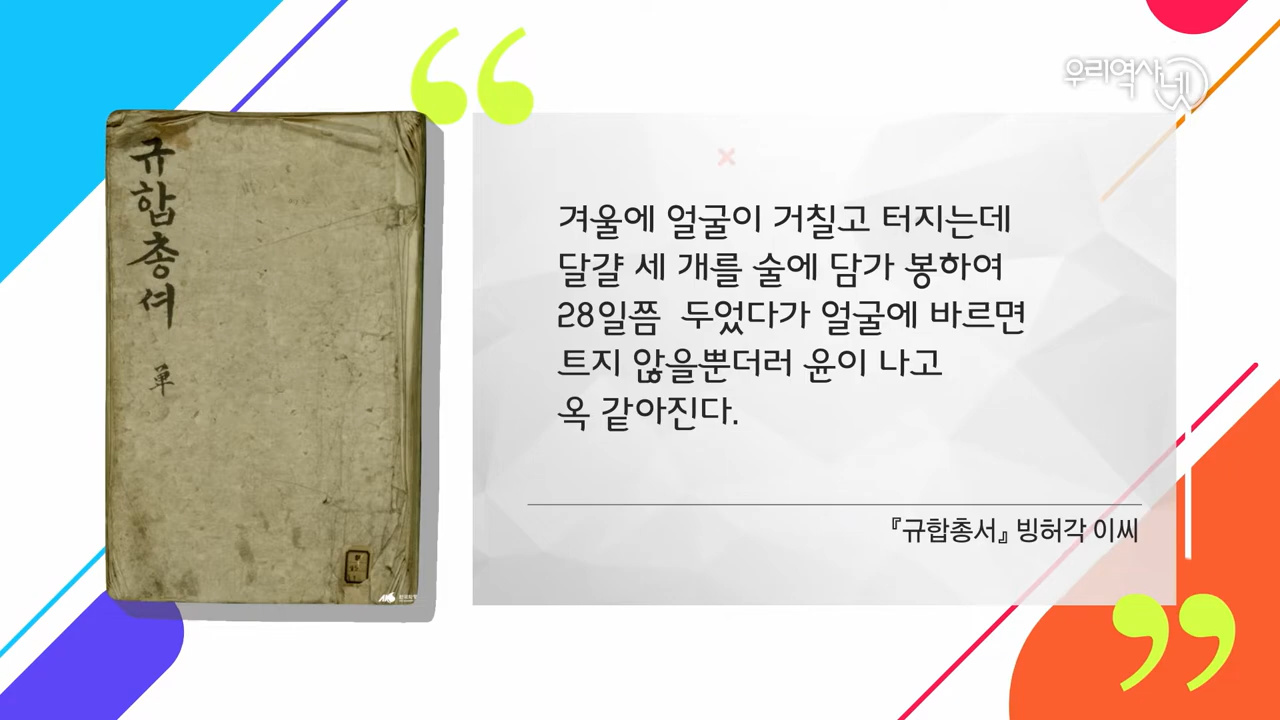 우리역사넷
규합총셔 單
겨울에 얼굴이 거칠고 터지는데
달걀 세 개를 술에 담가 봉하여
28일쯤 두었다가 얼굴에 바르면
트지 않을뿐더러 윤이 나고
옥 같아진다.
『규합총서』 빙허각 이씨